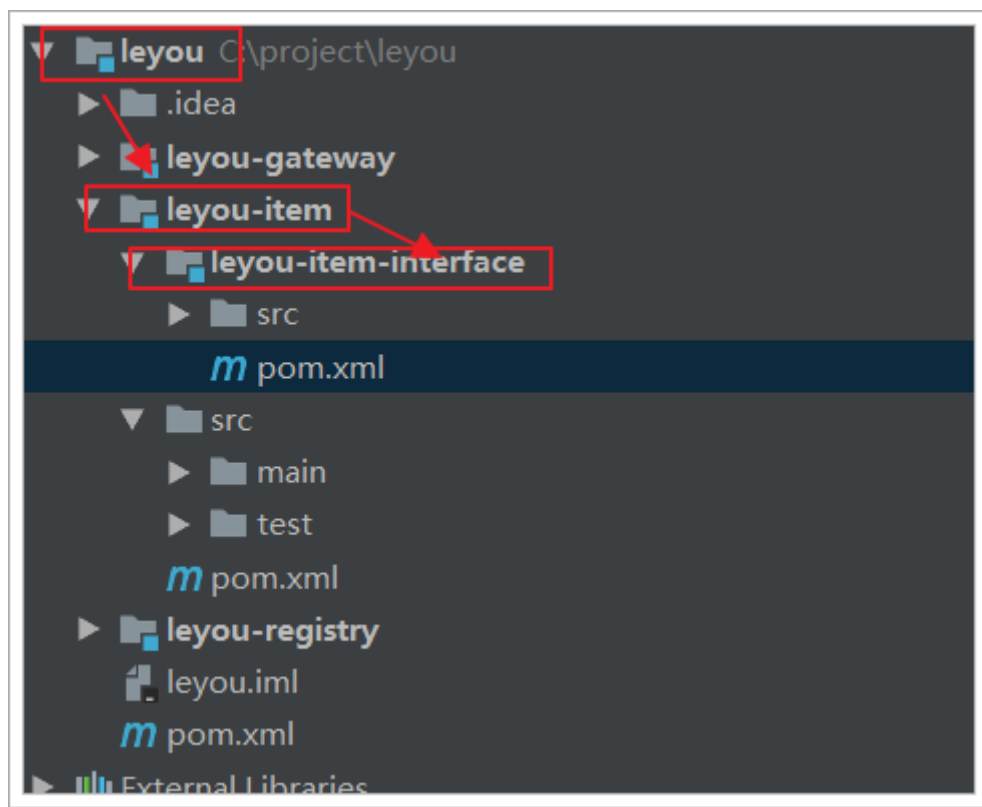 leyou C:\project\leyou
.idea
leyou-gateway
leyou-item
leyou-item-interface
src
pom.xml
src
main
test
pom.xml
leyou-registry
leyou.iml
pom.xml
External Libraries